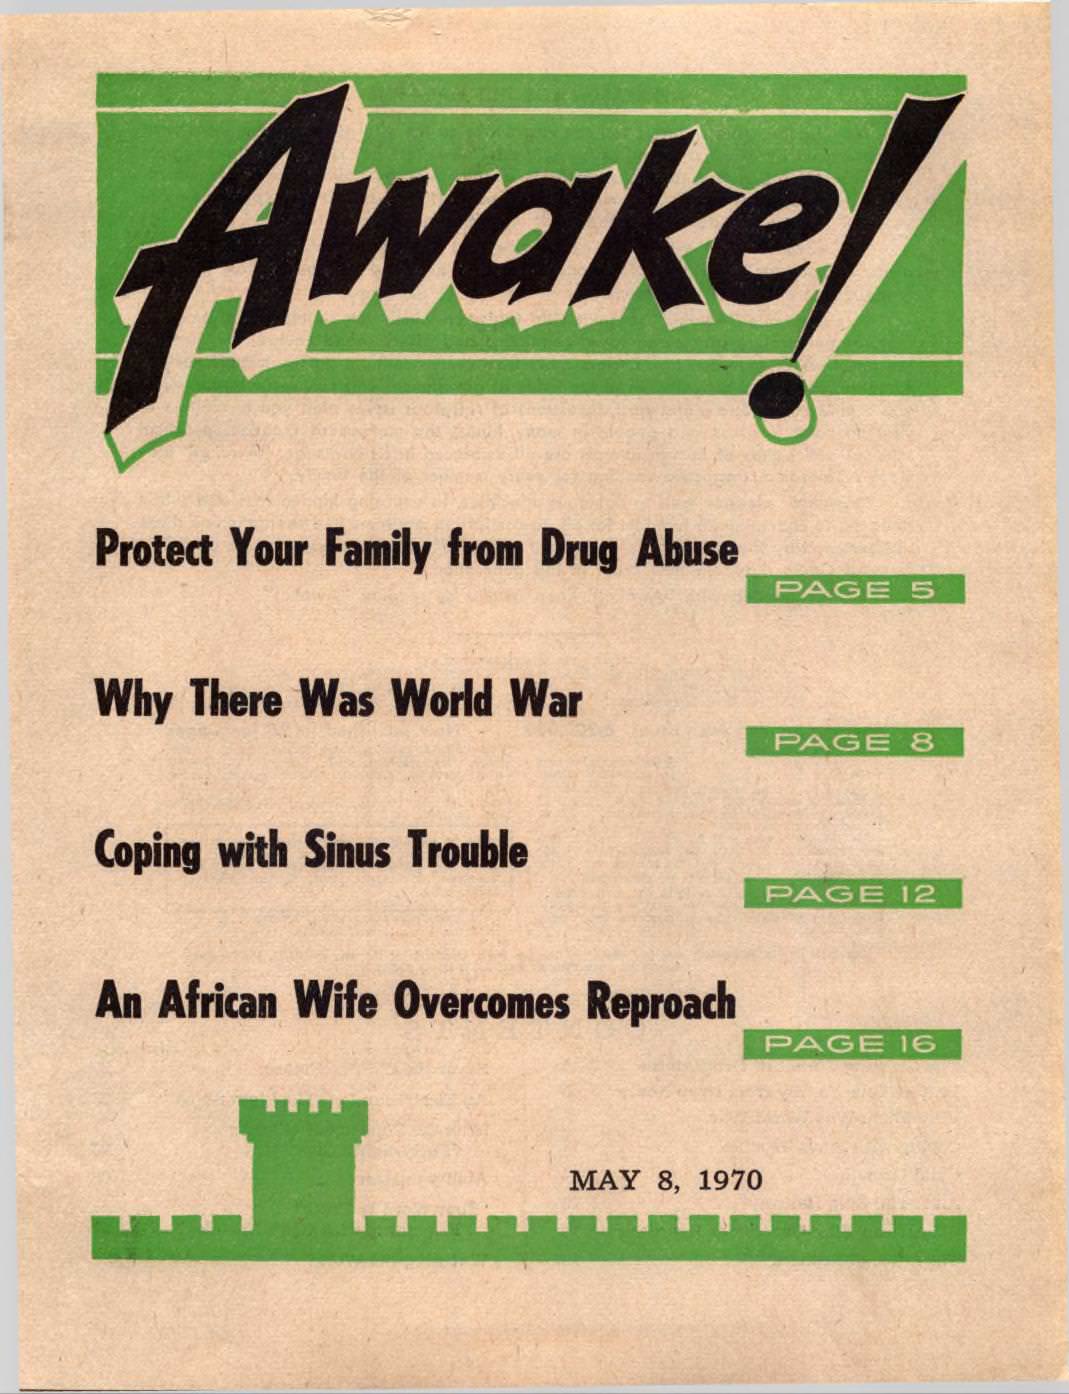 Awake!
Protect Your Family from Drug Abuse
PAGE 5
Why There Was World War
PAGE 8
Coping with Sinus Trouble
PAGE 12
An African Wife Overcomes Reproach
PAGE 16
MAY 8, 1970